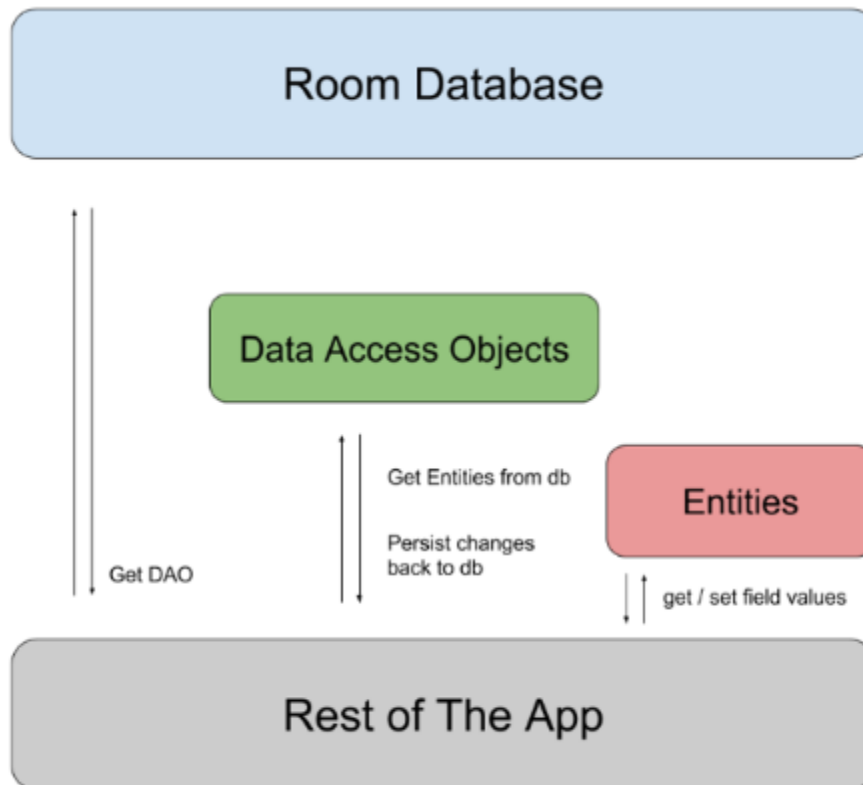 Room Database
Data Access Objects
Get Entities from db
Entities
Persist changes
back to db
Get DAO
get / set field values
Rest of The App